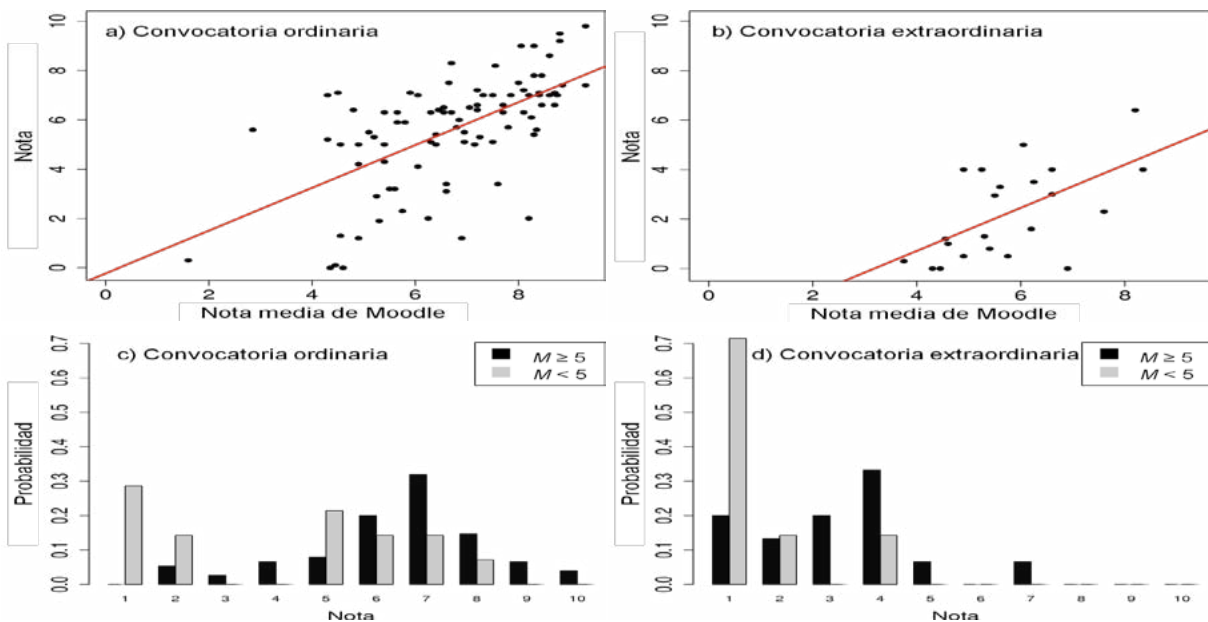 a) Convocatoria ordinaria
Nota
10
8
6
4
2
0
0 2 4 6 8
Nota media de Moodle
b) Convocatoria extraordinaria
Nota
10
8
6
4
2
0
0 2 4 6 8
Nota media de Moodle
c) Convocatoria ordinaria
M ≥ 5
M < 5
Probabilidad
0.7
0.6
0.5
0.4
0.3
0.2
0.1
0.0
1 2 3 4 5 6 7 8 9 10
Nota
d) Convocatoria extraordinaria
M ≥ 5
M < 5
Probabilidad
0.7
0.6
0.5
0.4
0.3
0.2
0.1
0.0
1 2 3 4 5 6 7 8 9 10
Nota